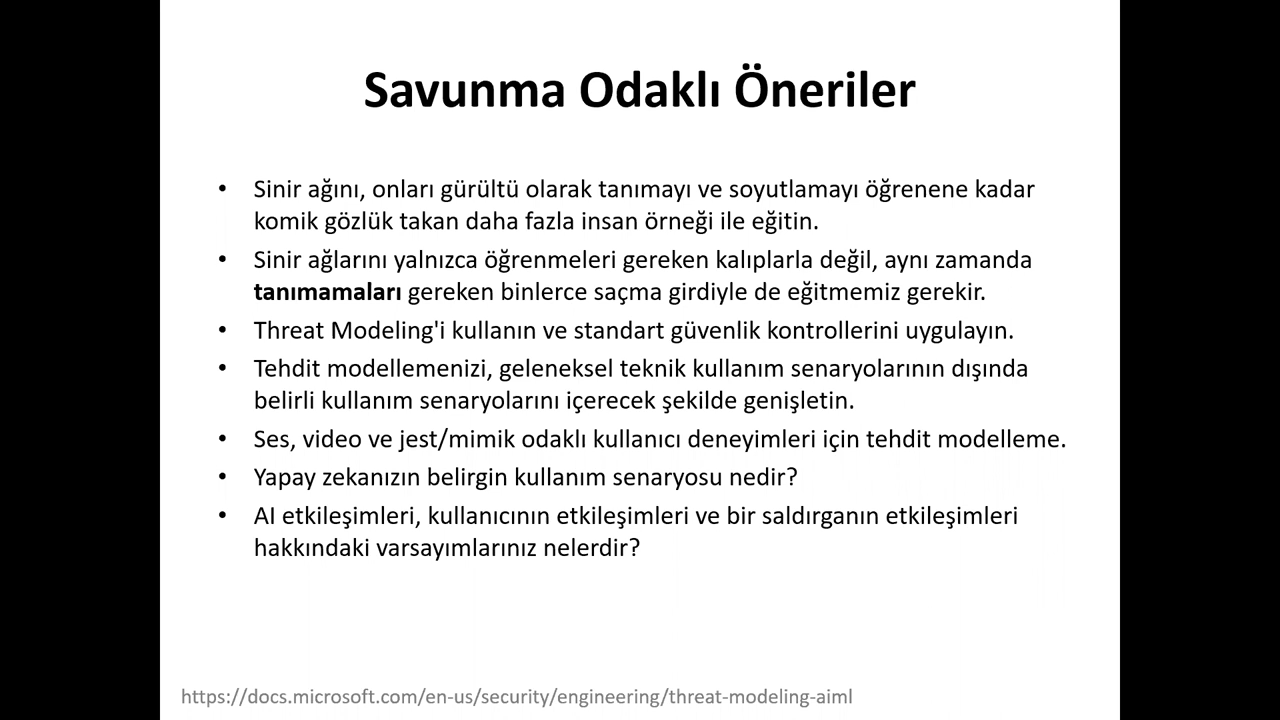 Savunma Odaklı Öneriler
• Sinir ağını, onları gürültü olarak tanımayı ve soyutlamayı öğrenene kadar
komik gözlük takan daha fazla insan örneği ile eğitin.
• Sinir ağlarını yalnızca öğrenmeleri gereken kalıplarla değil, aynı zamanda
tanımamaları gereken binlerce saçma girdiyle de eğitmemiz gerekir.
• Threat Modeling'i kullanın ve standart güvenlik kontrollerini uygulayın.
• Tehdit modellemenizi, geleneksel teknik kullanım senaryolarının dışında
belirli kullanım senaryolarını içerecek şekilde genişletin.
• Ses, video ve jest/mimik odaklı kullanıcı deneyimleri için tehdit modelleme.
• Yapay zekanızın belirgin kullanım senaryosu nedir?
• AI etkileşimleri, kullanıcının etkileşimleri ve bir saldırganın etkileşimleri
hakkındaki varsayımlarınız nelerdir?
https://docs.microsoft.com/en-us/security/engineering/threat-modeling-aiml